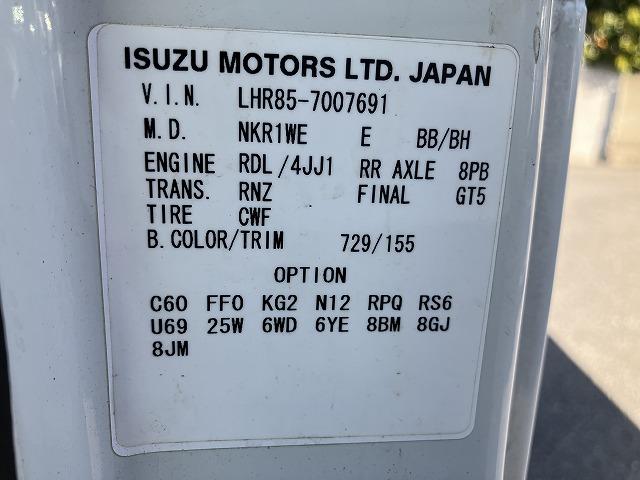 ISUZU MOTORS LTD. JAPAN
V.I.N. LHR85-7007691
M.D. NKR1WE E BB/BH
ENGINE RDL/4JJ1 RR AXLE 8PB
TRANS. RNZ FINAL GT5
TIRE CWF
B.COLOR/TRIM 729/155
OPTION
C60 FF0 KG2 N12 RPQ RS6
U69 25W 6WD 6YE 8BM 8GJ
8JM